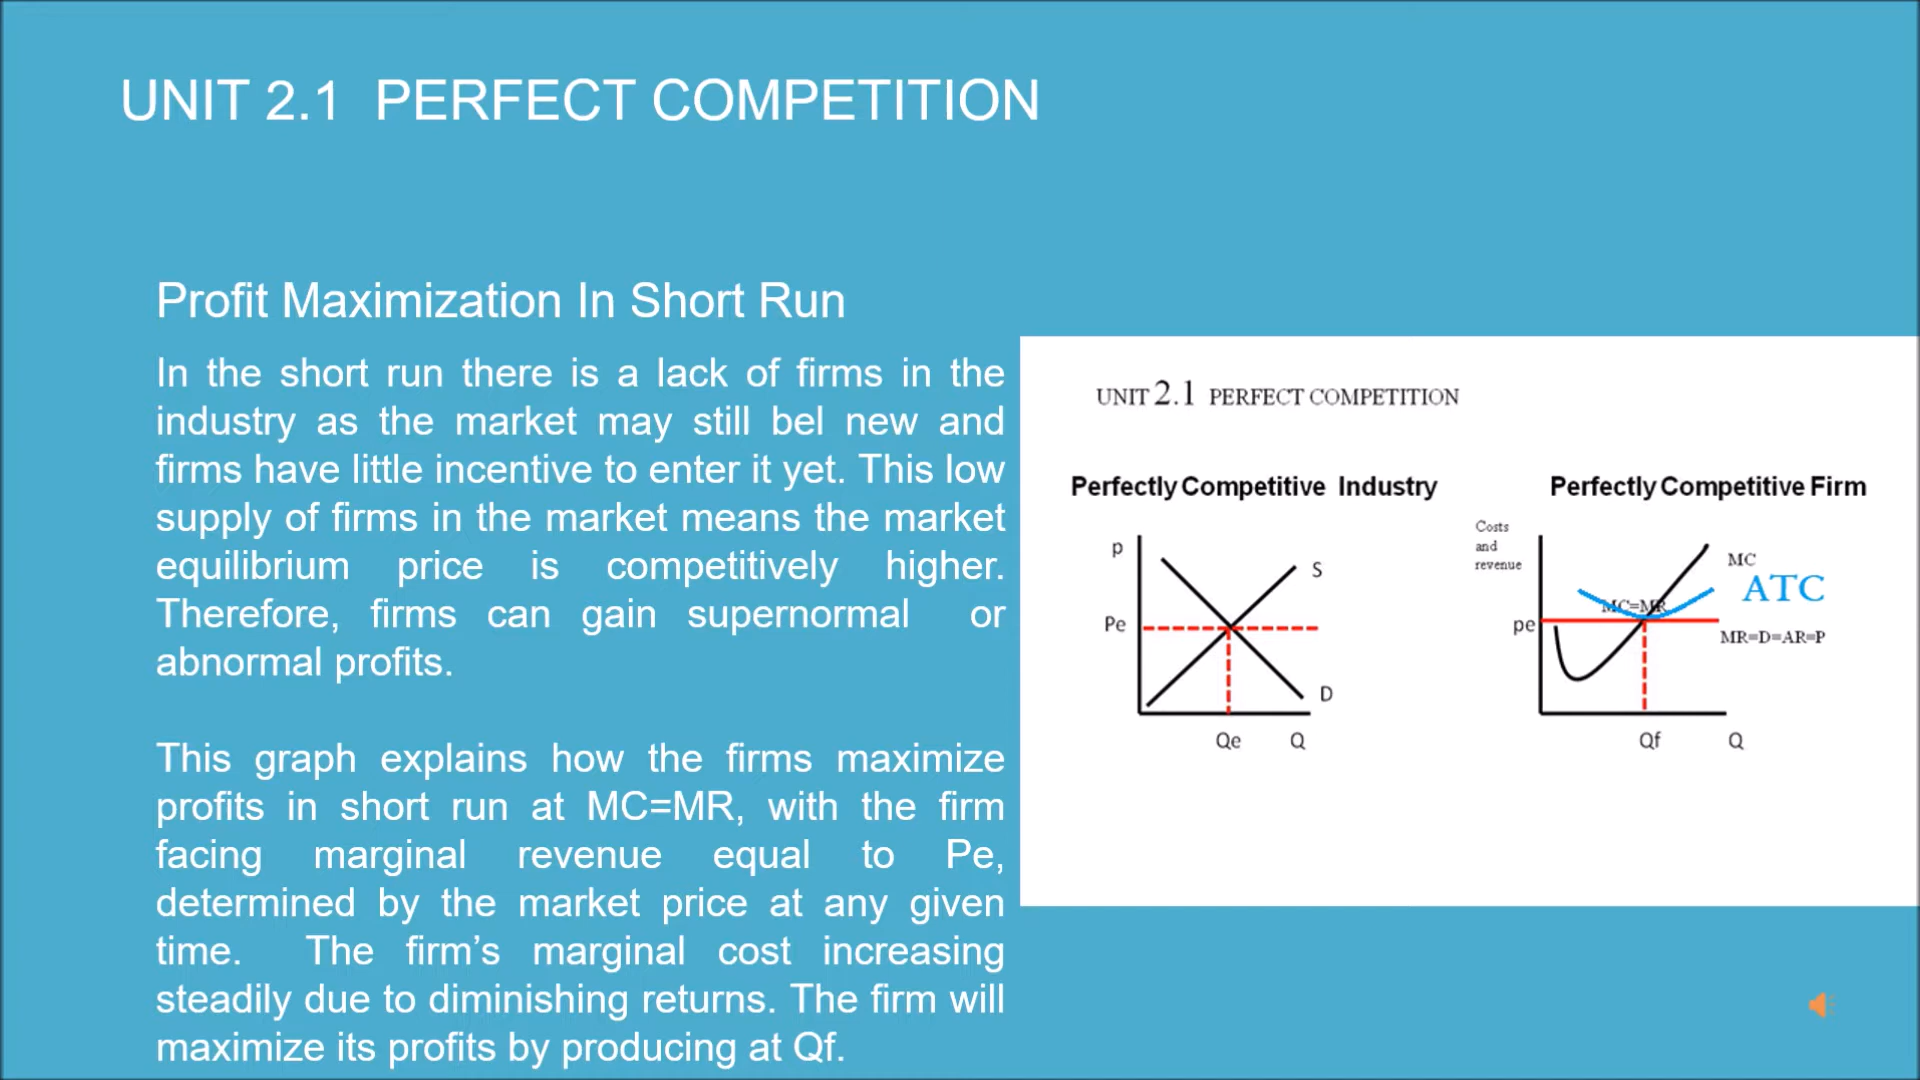 UNIT 2.1 PERFECT COMPETITION
Profit Maximization In Short Run
In the short run there is a lack of firms in the
industry as the market may still bel new and
firms have little incentive to enter it yet. This low
supply of firms in the market means the market
equilibrium price is competitively higher.
Therefore, firms can gain supernormal or
abnormal profits.
This graph explains how the firms maximize
profits in short run at MC=MR, with the firm
facing marginal revenue equal to Pe,
determined by the market price at any given
time. The firm’s marginal cost increasing
steadily due to diminishing returns. The firm will
maximize its profits by producing at Qf.
UNIT 2.1 PERFECT COMPETITION
Perfectly Competitive Industry
p
S
Pe
D
Qe Q
Perfectly Competitive Firm
Costs
and
revenue
MC
ATC
MC=MR
pe
MR=D=AR=P
Qf Q